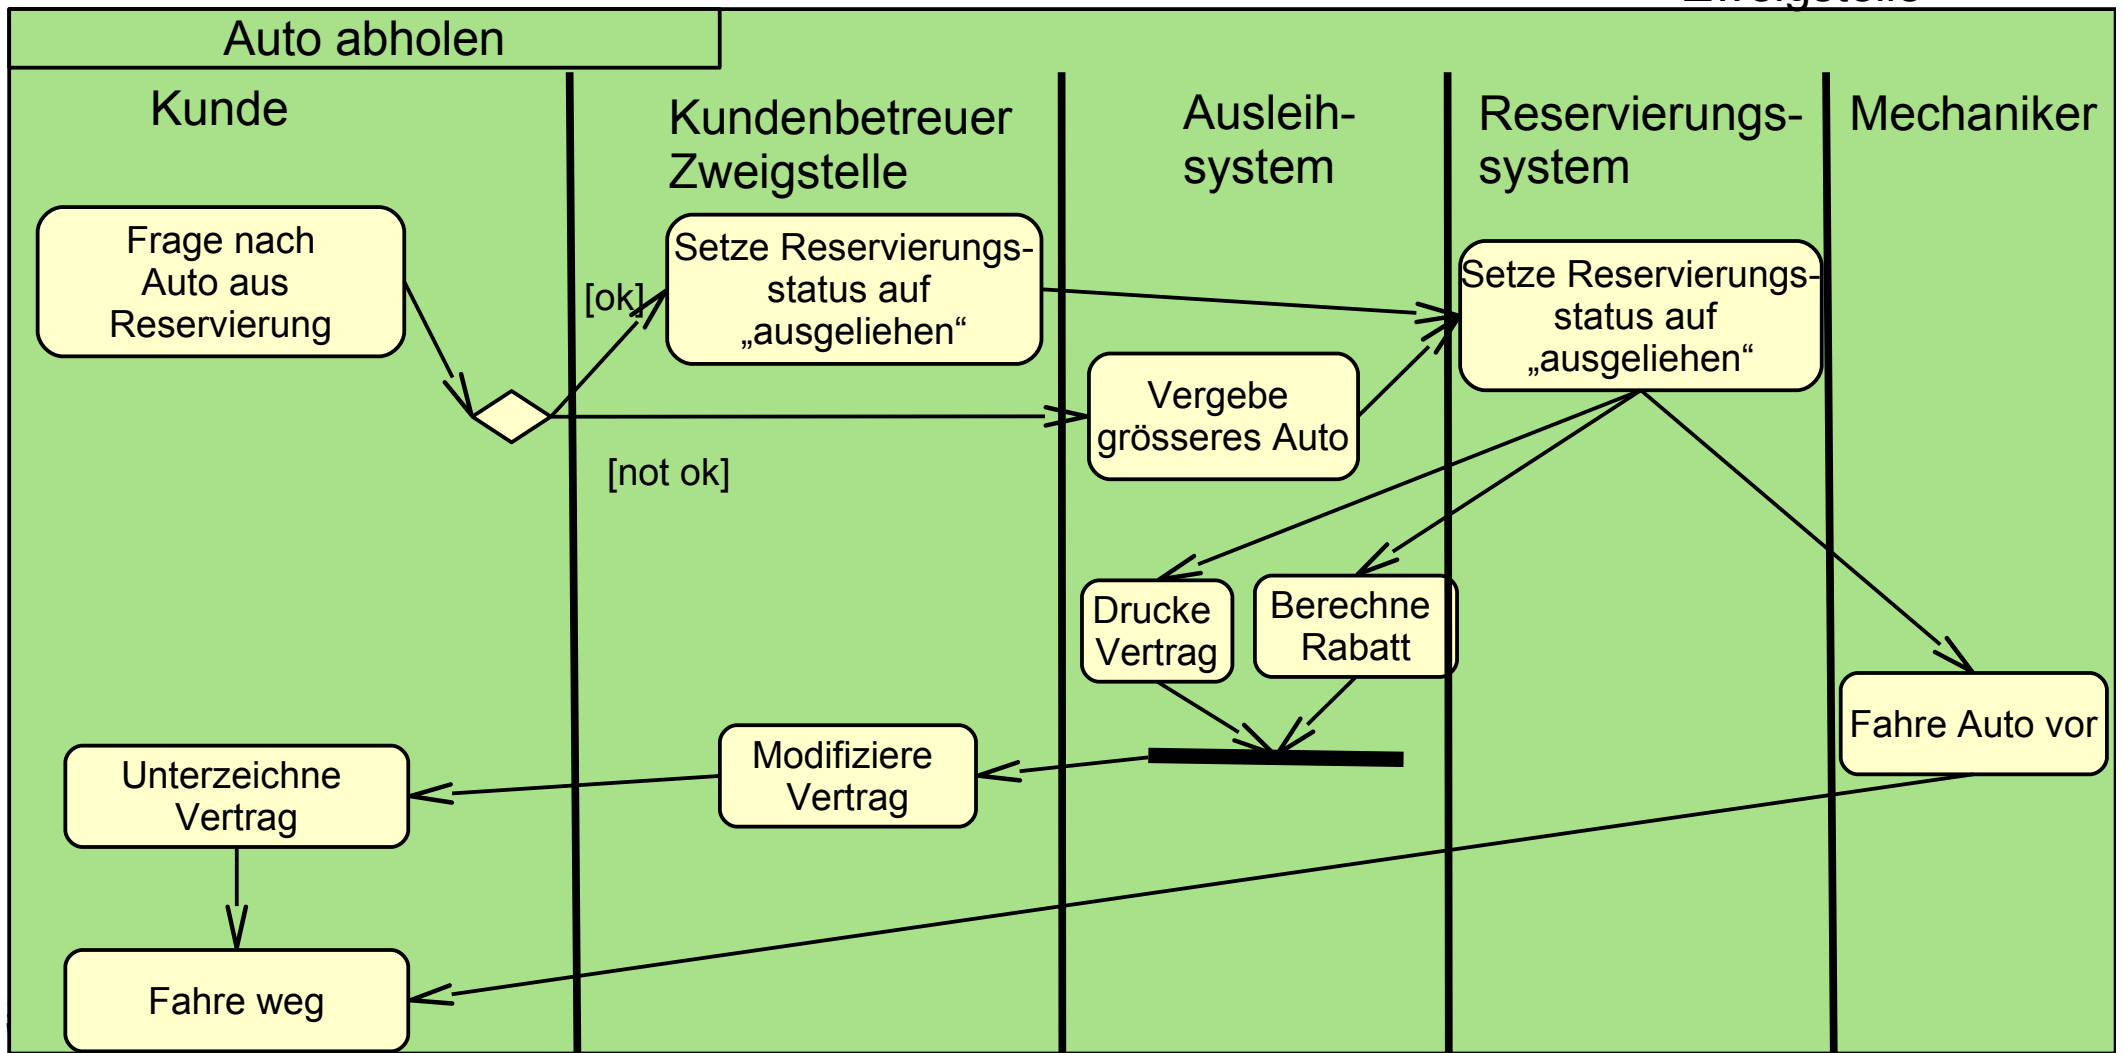 Auto abholen
Kunde
Kundenbetreuer
Zweigstelle
Ausleih-
system
Reservierungs-
system
Mechaniker
Frage nach
Auto aus
Reservierung
[ok]
Setze Reservierungs-
status auf
„ausgeliehen“
Setze Reservierungs-
status auf
„ausgeliehen“
Vergebe
grösseres Auto
[not ok]
Drucke
Vertrag
Berechne
Rabatt
Fahre Auto vor
Modifiziere
Vertrag
Unterzeichne
Vertrag
Fahre weg